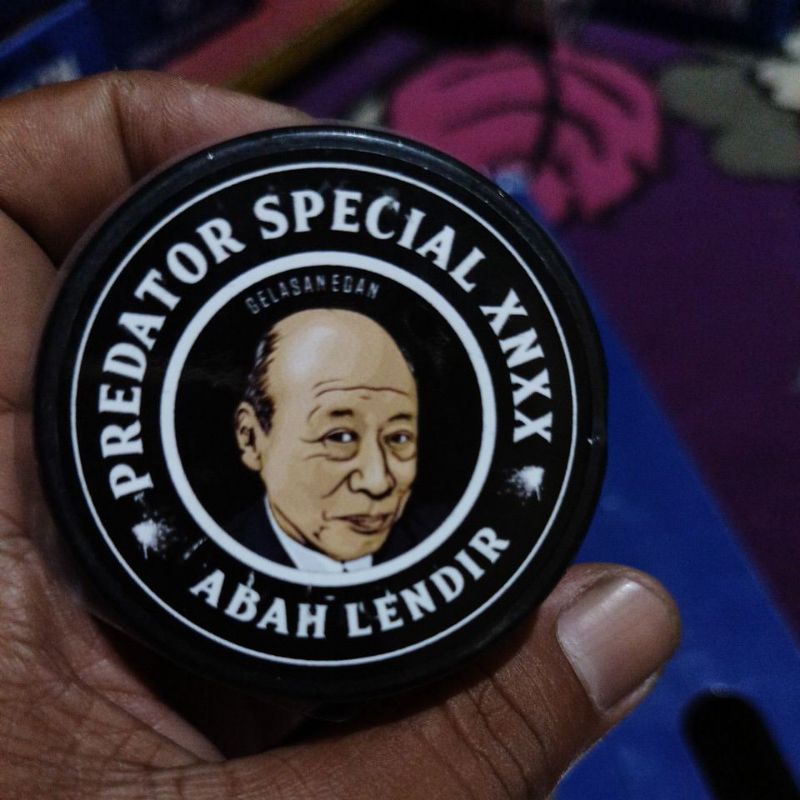 PREDATOR SPECIAL XNXX
GELASAN EDAN
ABAH LENDIR